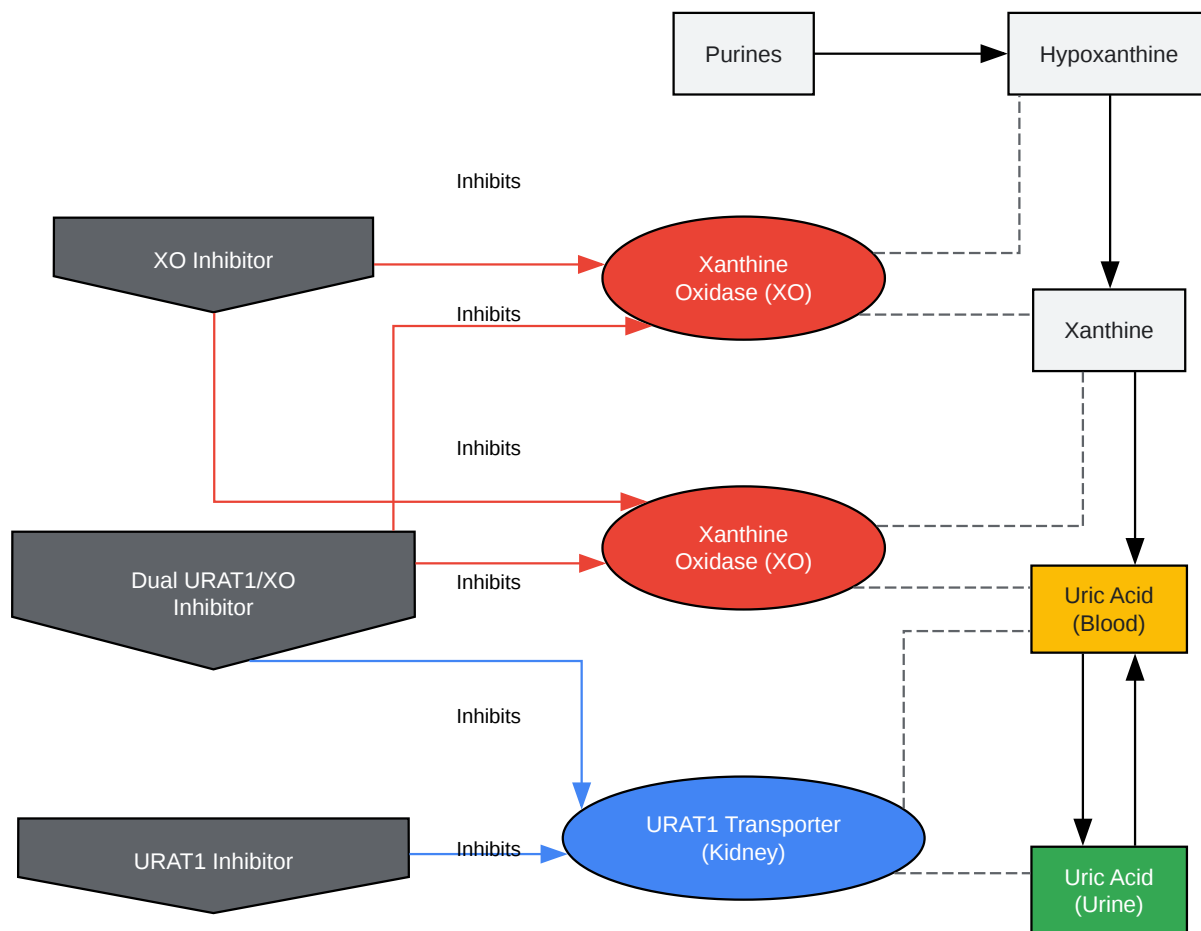 Purines
Hypoxanthine
Inhibits
XO Inhibitor
Xanthine
Oxidase (XO)
Inhibits
Xanthine
Inhibits
Xanthine
Oxidase (XO)
Dual URAT1/XO
Inhibitor
Inhibits
Uric Acid
(Blood)
Inhibits
URAT1 Transporter
(Kidney)
URAT1 Inhibitor
Inhibits
Uric Acid
(Urine)